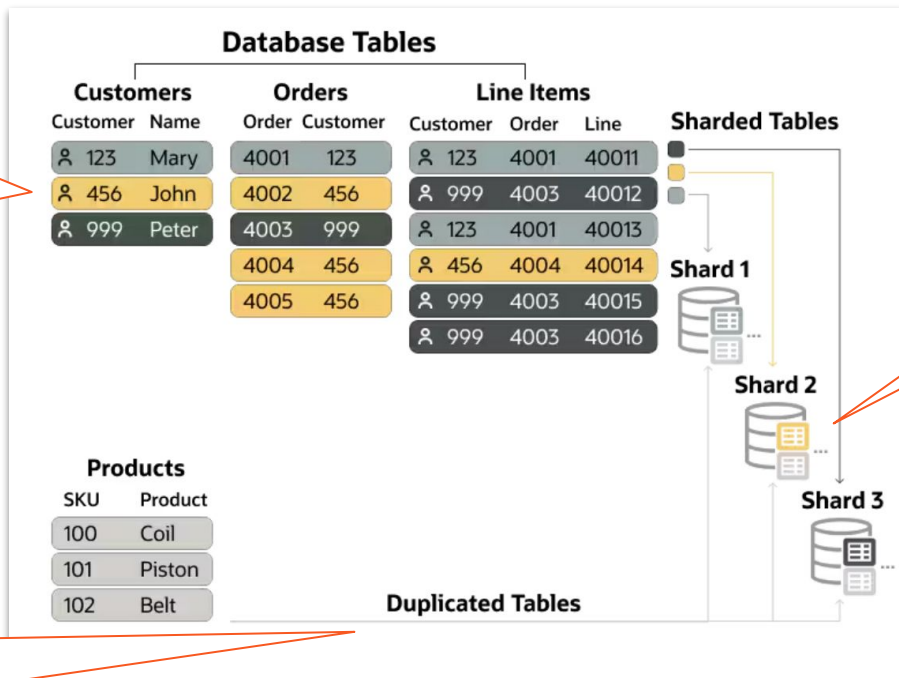 Database Tables
Customers
Customer Name
123 Mary
456 John
999 Peter
Orders
Order Customer
4001 123
4002 456
4003 999
4004 456
4005 456
Line Items
Customer Order Line
123 4001 40011
999 4003 40012
123 4001 40013
456 4004 40014
999 4003 40015
999 4003 40016
Sharded Tables
Shard 1
...
Shard 2
...
Shard 3
...
Products
SKU Product
100 Coil
101 Piston
102 Belt
Duplicated Tables